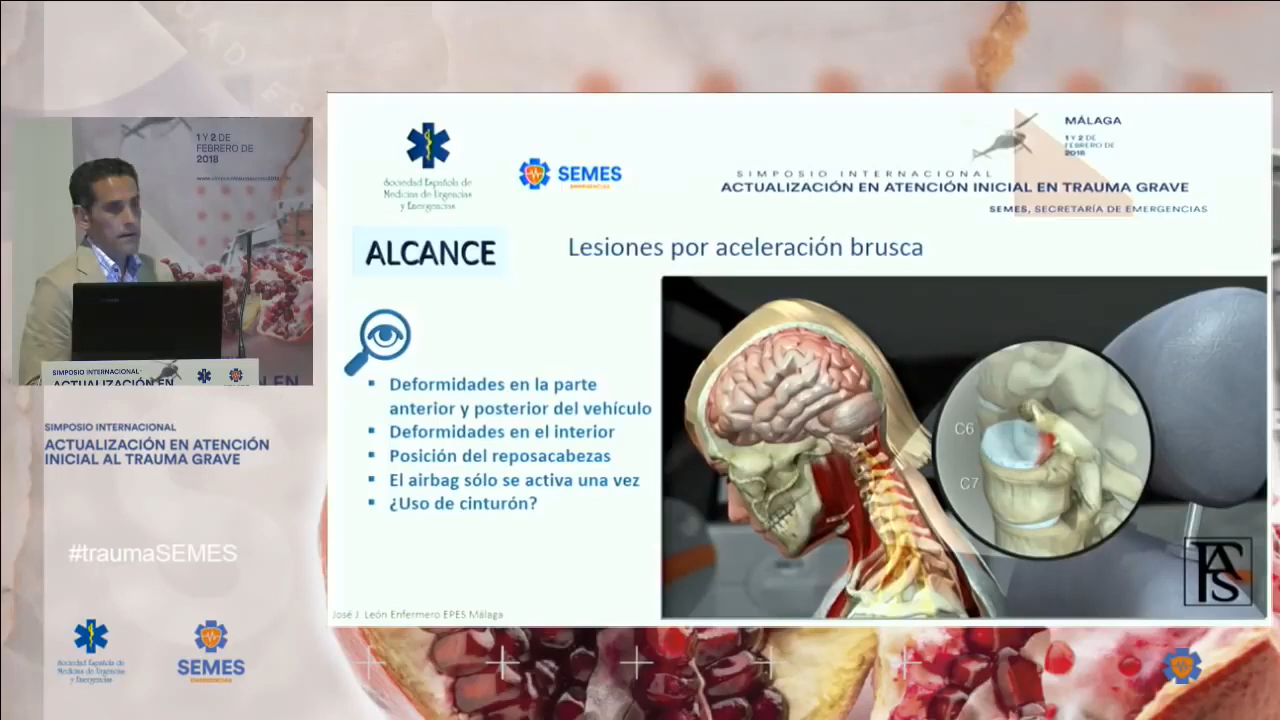 1 Y 2 DE
FEBRERO DE
2018
SIMPOSIO INTERNACIONAL
ACTUALIZACIÓN EN
SIMPOSIO INTERNACIONAL
ACTUALIZACIÓN EN ATENCIÓN
INICIAL AL TRAUMA GRAVE
#traumaSEMES
Sociedad Española de
Medicina de Urgencias
y Emergencias
SEMES
EMERGENCIAS
Sociedad Española de
Medicina de Urgencias
y Emergencias
SEMES
EMERGENCIAS
MÁLAGA
1 Y 2 DE
FEBRERO DE
2018
SIMPOSIO INTERNACIONAL
ACTUALIZACIÓN EN ATENCIÓN INICIAL EN TRAUMA GRAVE
SEMES, SECRETARÍA DE EMERGENCIAS
ALCANCE
Lesiones por aceleración brusca
▪ Deformidades en la parte
anterior y posterior del vehículo
▪ Deformidades en el interior
▪ Posición del reposacabezas
▪ El airbag sólo se activa una vez
▪ ¿Uso de cinturón?
C6
C7
José J. León Enfermero EPES Málaga